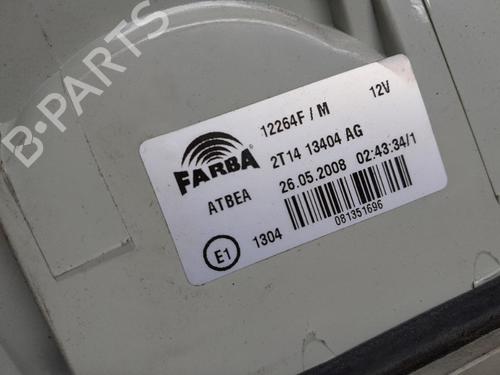 B-PARTS
12264F / M 12V
FARBA
2T14 13404 AG
ATBEA
26.05.2008 02:43:34/1
081351696
E1 1304